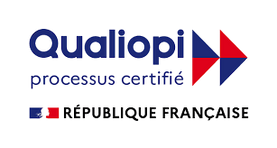 Qualiopi
processus certifié
RÉPUBLIQUE FRANÇAISE